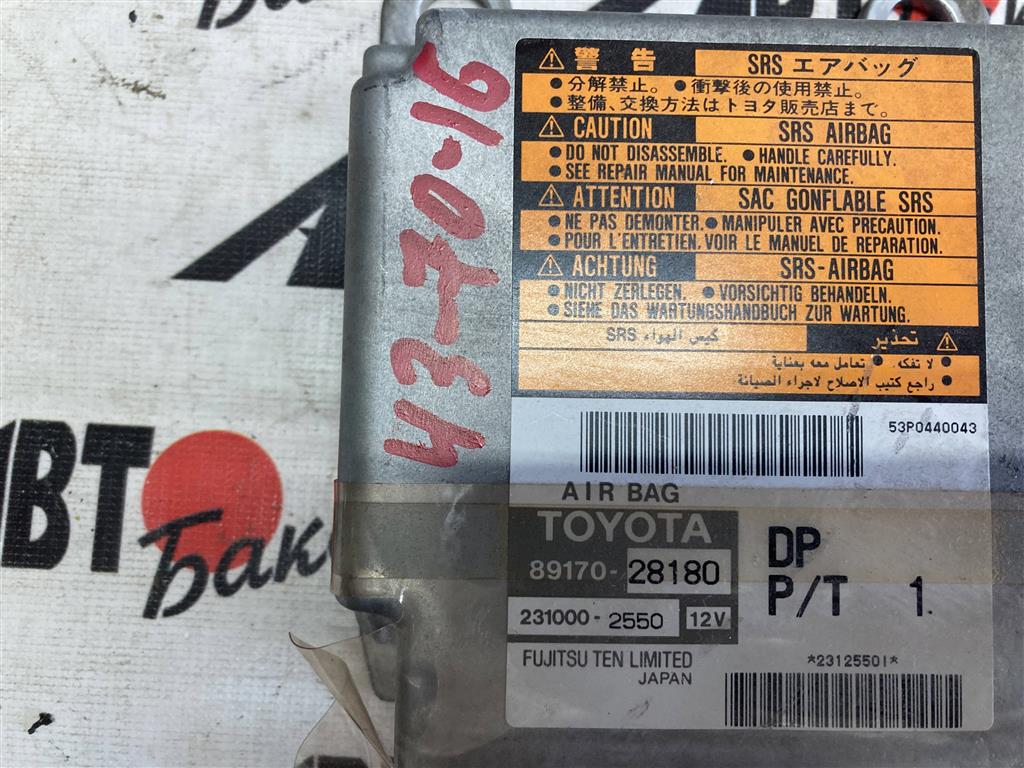 警告 SRS エアバッグ
●分解禁止。 ●衝撃後の使用禁止。
●整備、交換方法はトヨタ販売店まで。
CAUTION SRS AIRBAG
●DO NOT DISASSEMBLE. ●HANDLE CAREFULLY.
●SEE REPAIR MANUAL FOR MAINTENANCE.
ATTENTION SAC GONFLABLE SRS
●NE PAS DEMONTER. ●MANIPULER AVEC PRECAUTION.
●POUR L'ENTRETIEN, VOIR LE MANUEL DE REPARATION.
ACHTUNG SRS-AIRBAG
●NICHT ZERLEGEN. ●VORSICHTIG BEHANDELN.
●SIEHE DAS WARTUNGSHANDBUCH ZUR WARTUNG.
تحذير كيس الهواء SRS
● لا تفكه ● تعامل معه بعناية
● راجع كتيب الاصلاح لاجراء الصيانة
53P0440043
AIR BAG
TOYOTA
89170-28180
231000-2550 12V
DP
P/T 1.
FUJITSU TEN LIMITED
JAPAN
*23125501*
43-70-16
АВТ
Бак